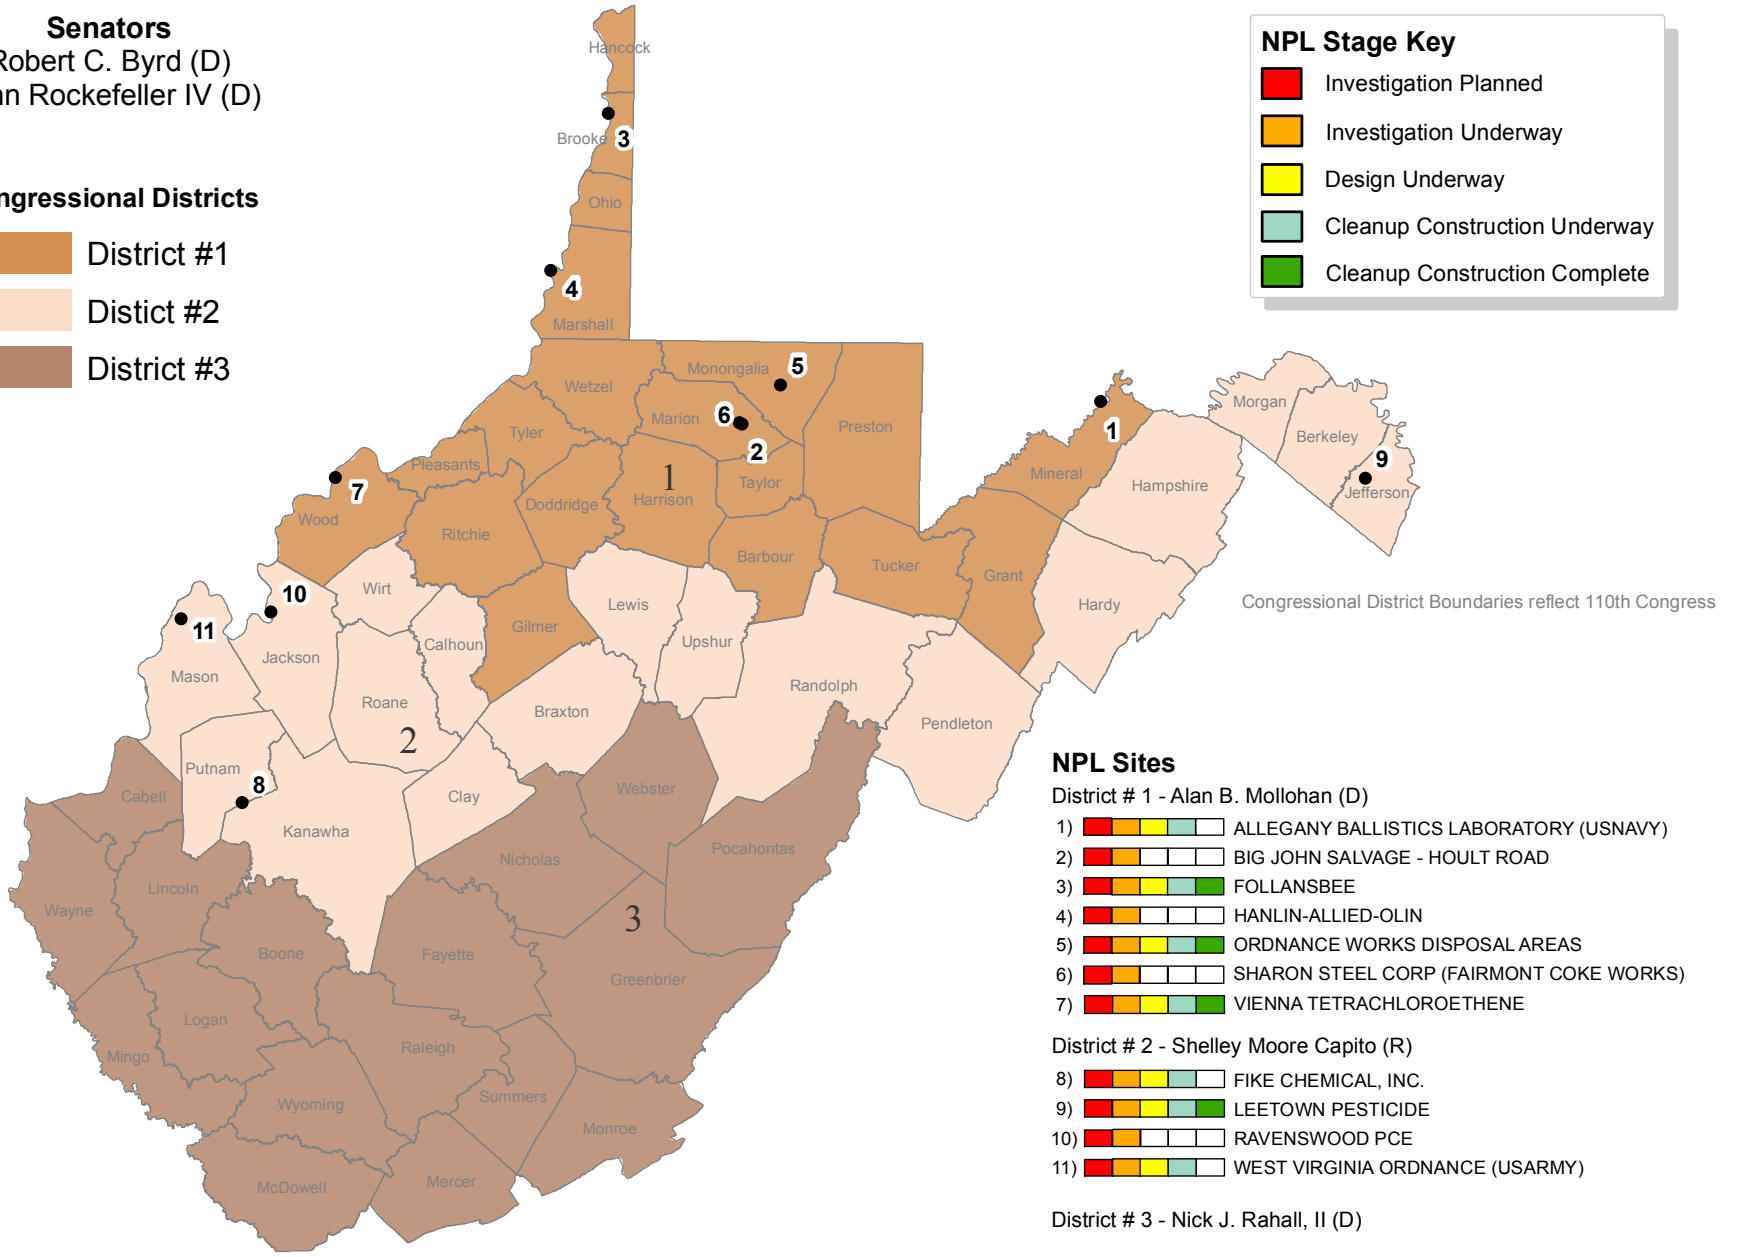 Senators
Robert C. Byrd (D)
Rockefeller IV (D)
Congressional Districts
District #1
Distict #2
District #3
NPL Stage Key
Investigation Planned
Investigation Underway
Design Underway
Cleanup Construction Underway
Cleanup Construction Complete
Hancock
Brooke
3
Ohio
4
Marshall
Wetzel
Monongalia
5
Marion
6
2
Preston
Tyler
Pleasants
7
Wood
Ritchie
Doddridge
1
Harrison
Taylor
Barbour
Tucker
Grant
Mineral
1
Hampshire
Hardy
Morgan
Berkeley
9
Jefferson
Congressional District Boundaries reflect 110th Congress
10
11
Wirt
Mason
Jackson
Calhoun
Gilmer
Lewis
Upshur
Roane
2
Braxton
Randolph
Pendleton
Putnam
8
Kanawha
Clay
Webster
Cabell
Nicholas
Pocahontas
Wayne
Lincoln
Boone
Fayette
3
Greenbrier
Logan
Mingo
Raleigh
Wyoming
Summers
Monroe
McDowell
Mercer
NPL Sites
District # 1 - Alan B. Mollohan (D)
1) ALLEGANY BALLISTICS LABORATORY (USNAVY)
2) BIG JOHN SALVAGE - HOULT ROAD
3) FOLLANSBEE
4) HANLIN-ALLIED-OLIN
5) ORDNANCE WORKS DISPOSAL AREAS
6) SHARON STEEL CORP (FAIRMONT COKE WORKS)
7) VIENNA TETRACHLOROETHENE
District # 2 - Shelley Moore Capito (R)
8) FIKE CHEMICAL, INC.
9) LEETOWN PESTICIDE
10) RAVENSWOOD PCE
11) WEST VIRGINIA ORDNANCE (USARMY)
District # 3 - Nick J. Rahall, II (D)